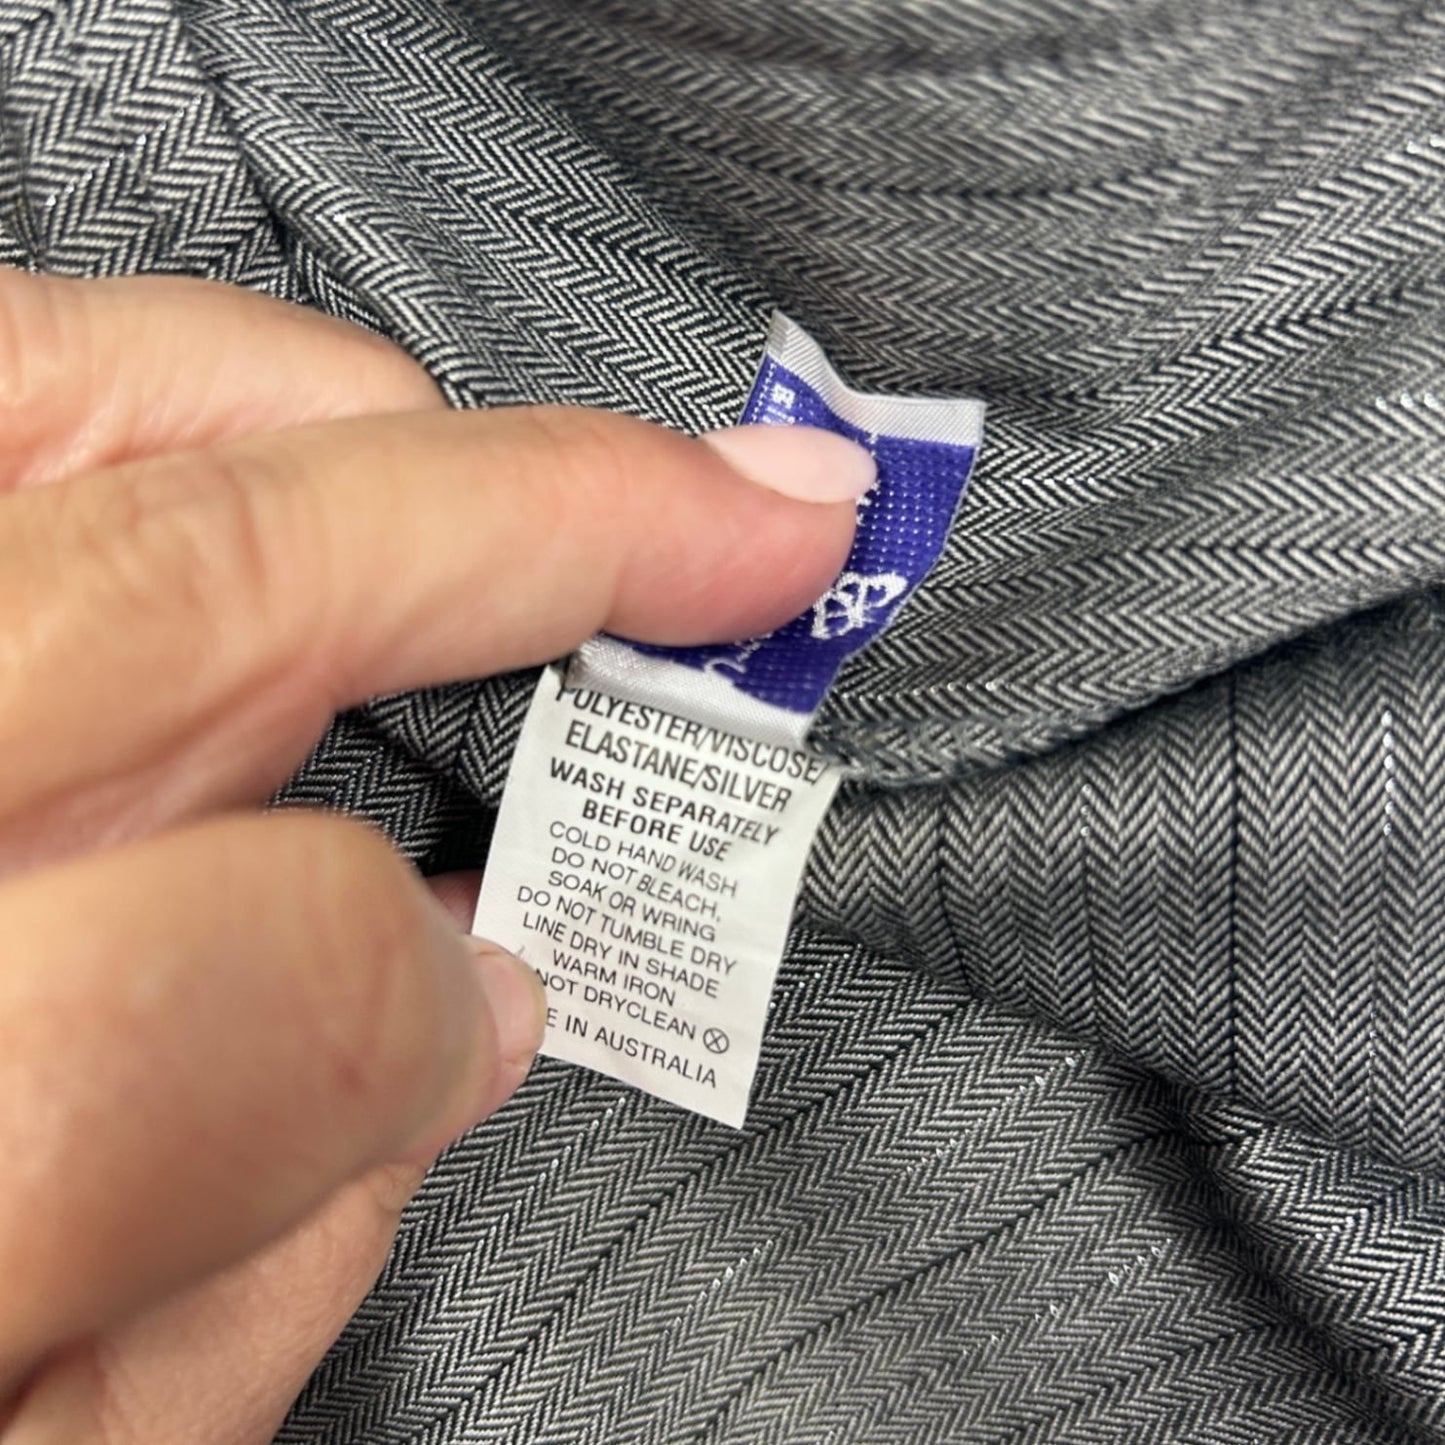 POLYESTER/VISCOSE/
ELASTANE/SILVER
WASH SEPARATELY
BEFORE USE
COLD HAND WASH
DO NOT BLEACH,
SOAK OR WRING
DO NOT TUMBLE DRY
LINE DRY IN SHADE
WARM IRON
NOT DRYCLEAN
E IN AUSTRALIA